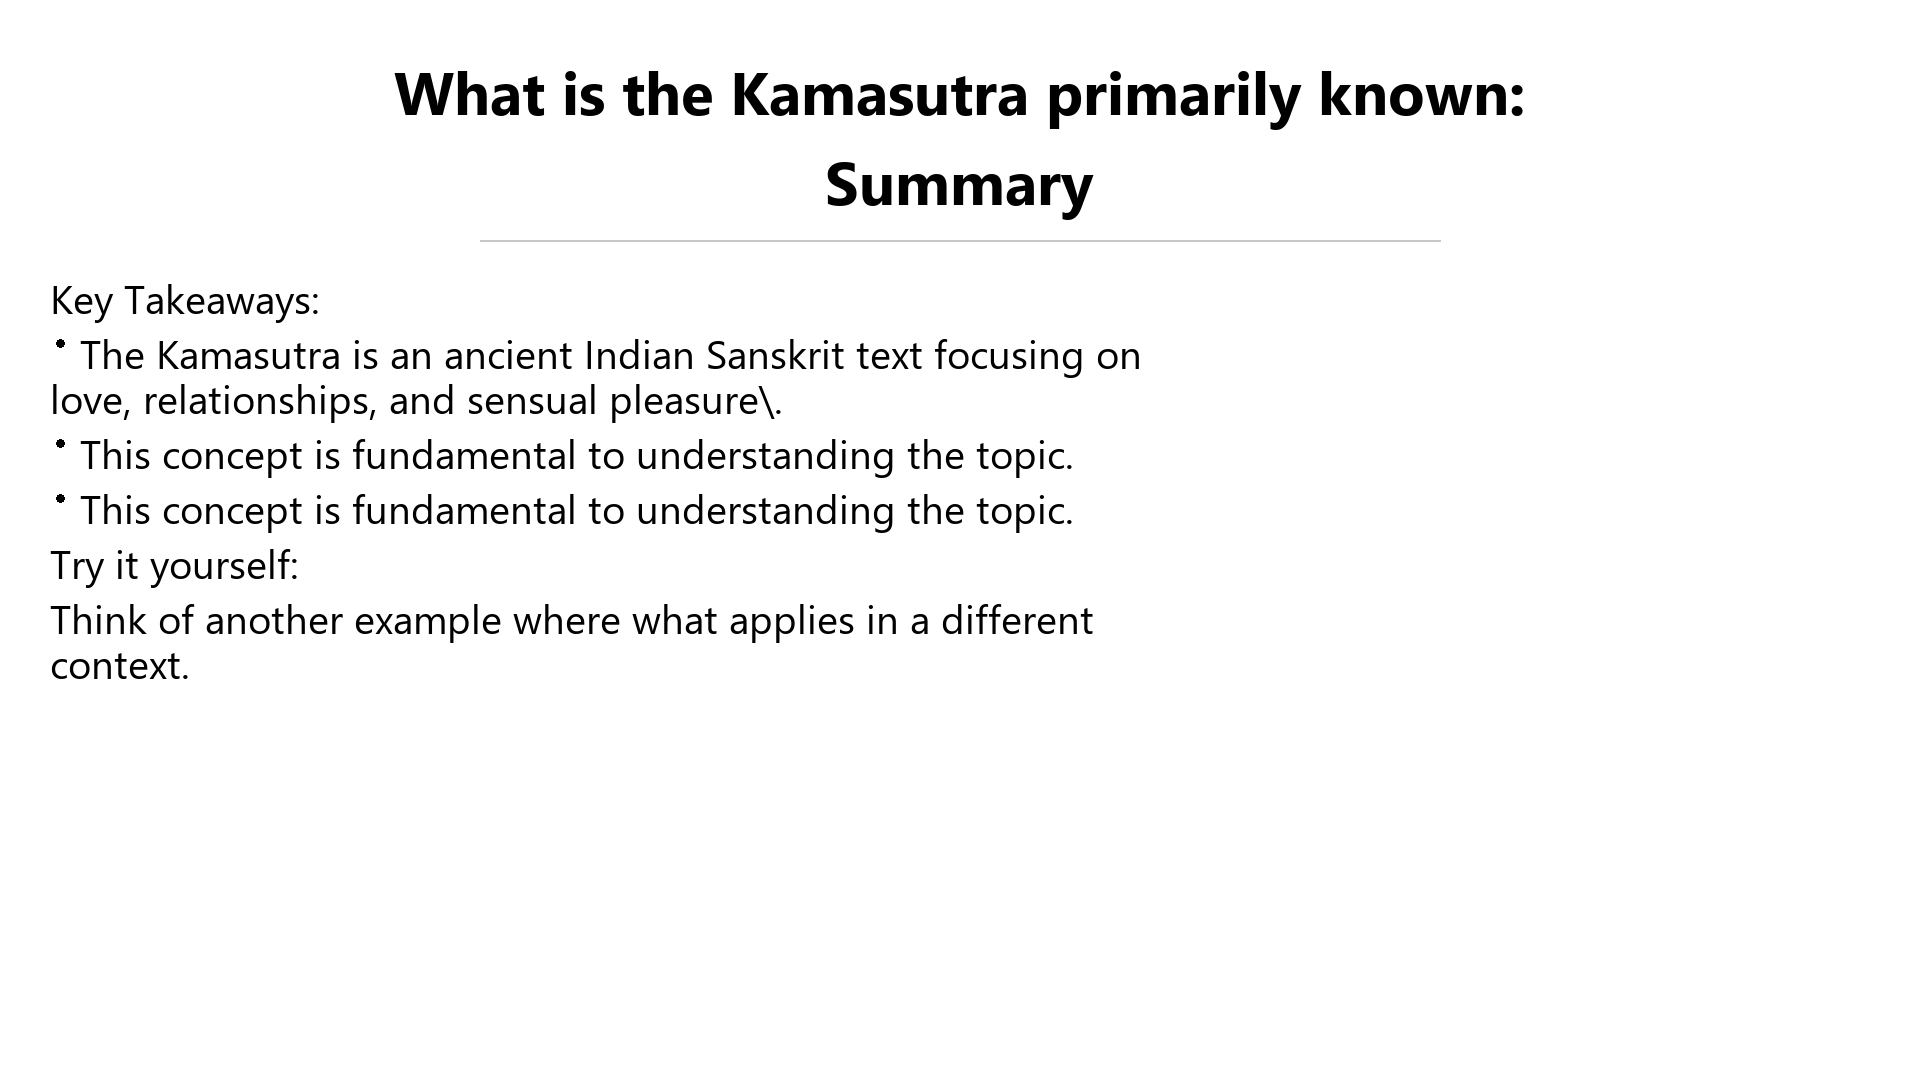 What is the Kamasutra primarily known:
Summary
Key Takeaways:
• The Kamasutra is an ancient Indian Sanskrit text focusing on
love, relationships, and sensual pleasure\.
• This concept is fundamental to understanding the topic.
• This concept is fundamental to understanding the topic.
Try it yourself:
Think of another example where what applies in a different
context.